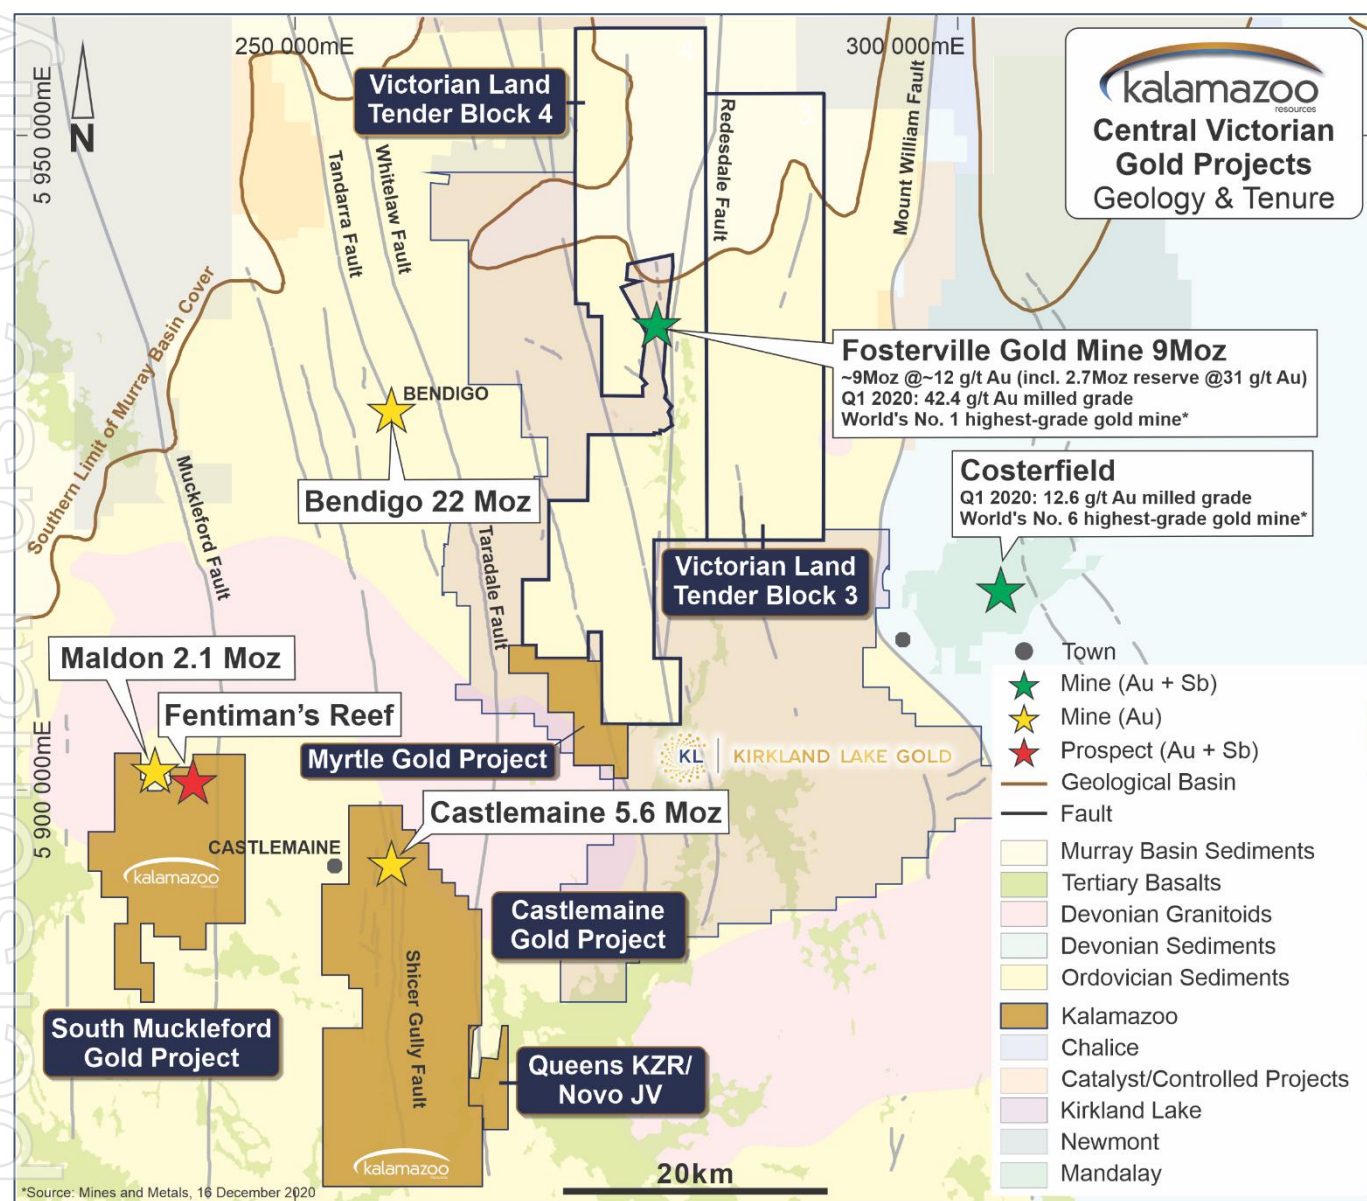 250 000mE
300 000mE
5 950 000mE
5 900 000mE
N
kalamazoo
resources
Central Victorian
Gold Projects
Geology & Tenure
Victorian Land
Tender Block 4
Tandarra Fault
Whitelaw Fault
Redesdale Fault
Mount William Fault
Southern Limit of Murray Basin Cover
Muckleford Fault
Taradale Fault
BENDIGO
Bendigo 22 Moz
Fosterville Gold Mine 9Moz
~9Moz @~12 g/t Au (incl. 2.7Moz reserve @31 g/t Au)
Q1 2020: 42.4 g/t Au milled grade
World's No. 1 highest-grade gold mine*
Costerfield
Q1 2020: 12.6 g/t Au milled grade
World's No. 6 highest-grade gold mine*
Victorian Land
Tender Block 3
Maldon 2.1 Moz
Fentiman's Reef
Myrtle Gold Project
KL KIRKLAND LAKE GOLD
Castlemaine 5.6 Moz
CASTLEMAINE
kalamazoo
Castlemaine
Gold Project
Shicer Gully Fault
South Muckleford
Gold Project
Queens KZR/
Novo JV
kalamazoo
20km
Town
Mine (Au + Sb)
Mine (Au)
Prospect (Au + Sb)
Geological Basin
Fault
Murray Basin Sediments
Tertiary Basalts
Devonian Granitoids
Devonian Sediments
Ordovician Sediments
Kalamazoo
Chalice
Catalyst/Controlled Projects
Kirkland Lake
Newmont
Mandalay
*Source: Mines and Metals, 16 December 2020